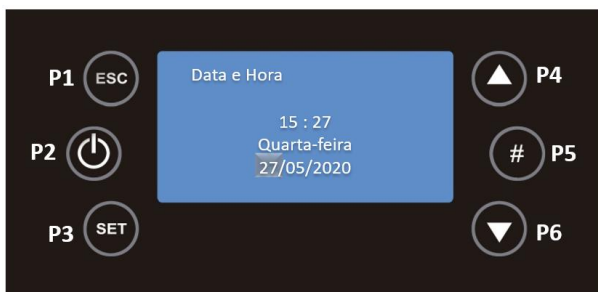 P1 ESC
Data e Hora
P4
15 : 27
P2
Quarta-feira
# P5
27/05/2020
P3 SET
P6